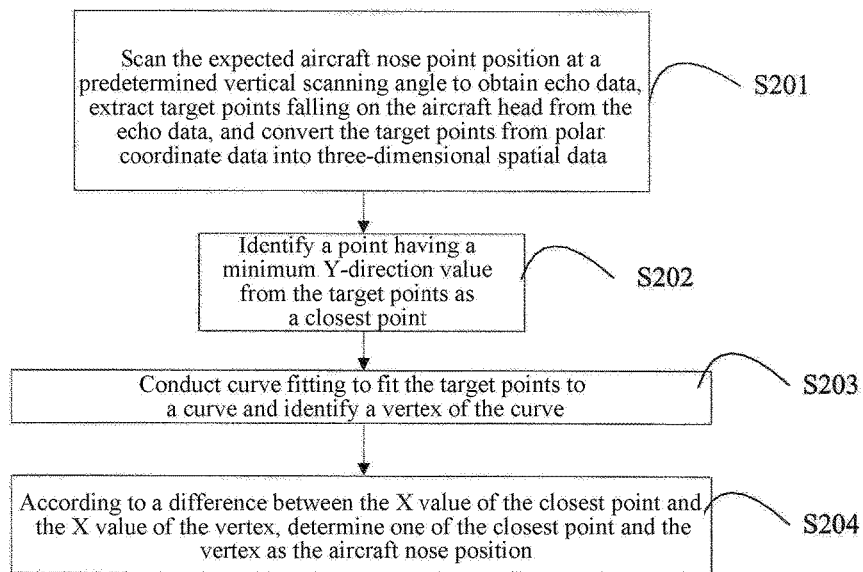 Scan the expected aircraft nose point position at a
predetermined vertical scanning angle to obtain echo data,
extract target points falling on the aircraft head from the
echo data, and convert the target points from polar
coordinate data into three-dimensional spatial data
S201
Identify a point having a
minimum Y-direction value
from the target points as
a closest point
S202
Conduct curve fitting to fit the target points to
a curve and identify a vertex of the curve
S203
According to a difference between the X value of the closest point and
the X value of the vertex, determine one of the closest point and the
vertex as the aircraft nose position
S204